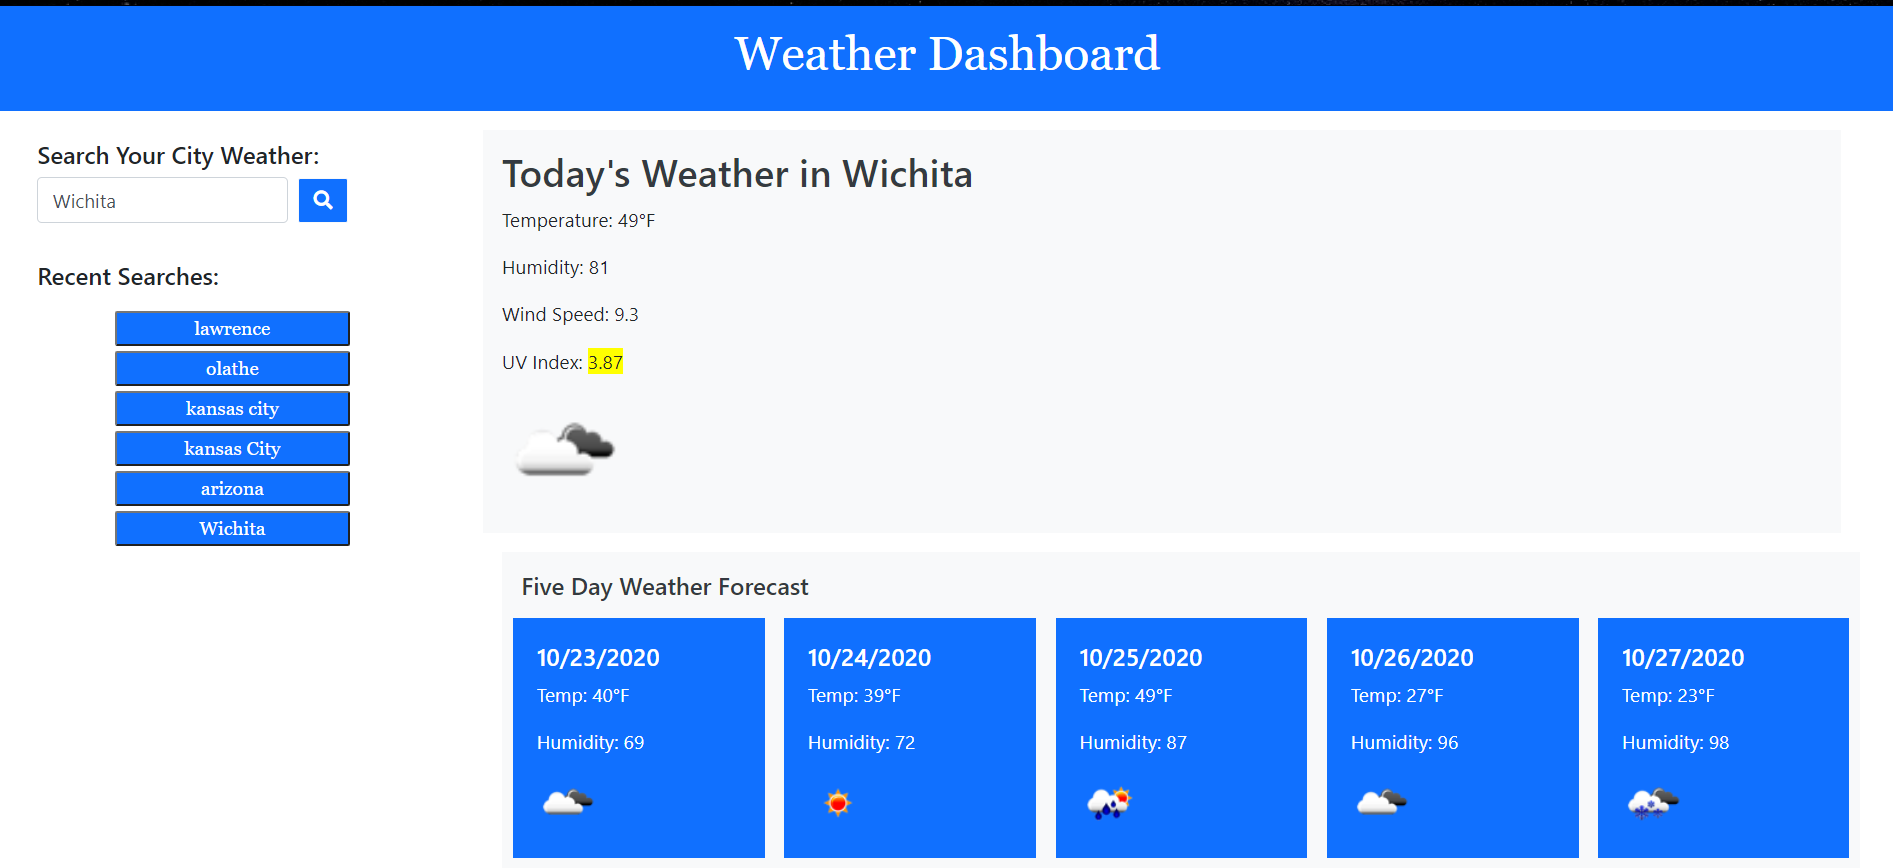 Weather Dashboard
Search Your City Weather:
Wichita
Recent Searches:
lawrence
olathe
kansas city
kansas City
arizona
Wichita
Today's Weather in Wichita
Temperature: 49°F
Humidity: 81
Wind Speed: 9.3
UV Index: 3.87
Five Day Weather Forecast
10/23/2020
Temp: 40°F
Humidity: 69
10/24/2020
Temp: 39°F
Humidity: 72
10/25/2020
Temp: 49°F
Humidity: 87
10/26/2020
Temp: 27°F
Humidity: 96
10/27/2020
Temp: 23°F
Humidity: 98